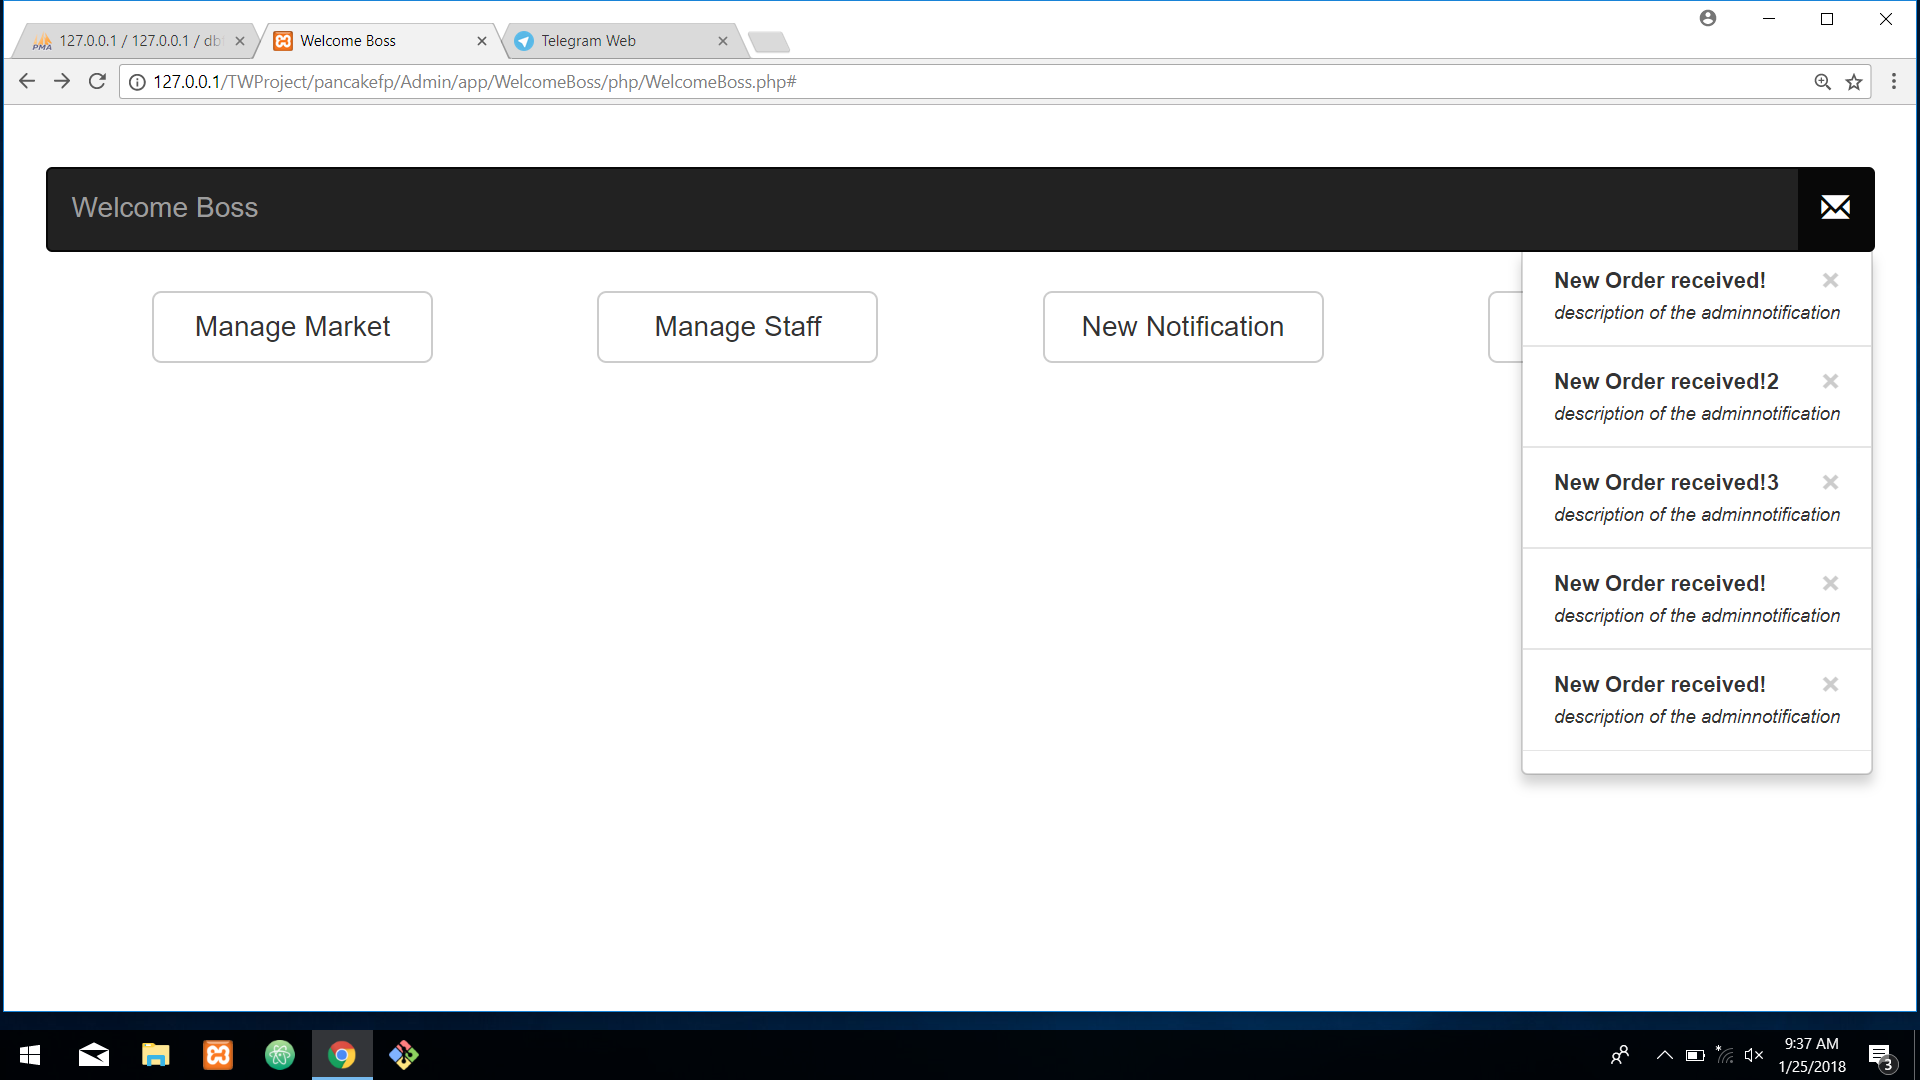 127.0.0.1 / 127.0.0.1 / db
Welcome Boss
Telegram Web
127.0.0.1/TWProject/pancakefp/Admin/app/WelcomeBoss/php/WelcomeBoss.php#
Welcome Boss
Manage Market
Manage Staff
New Notification
New Order received!
description of the adminnotification
New Order received!2
description of the adminnotification
New Order received!3
description of the adminnotification
New Order received!
description of the adminnotification
New Order received!
description of the adminnotification
PMA
9:37 AM
1/25/2018
3